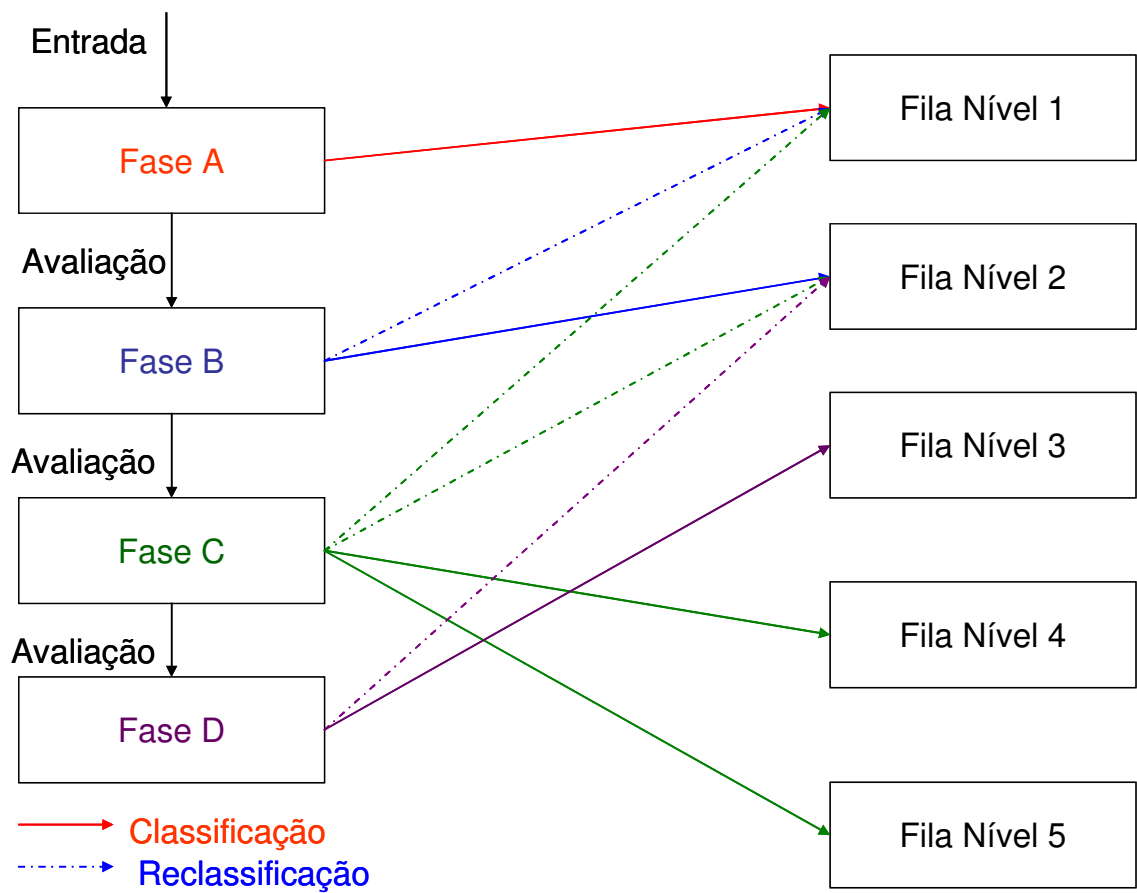 Entrada
Fase A
Avaliação
Fase B
Avaliação
Fase C
Avaliação
Fase D
Fila Nível 1
Fila Nível 2
Fila Nível 3
Fila Nível 4
Fila Nível 5
Classificação
Reclassificação